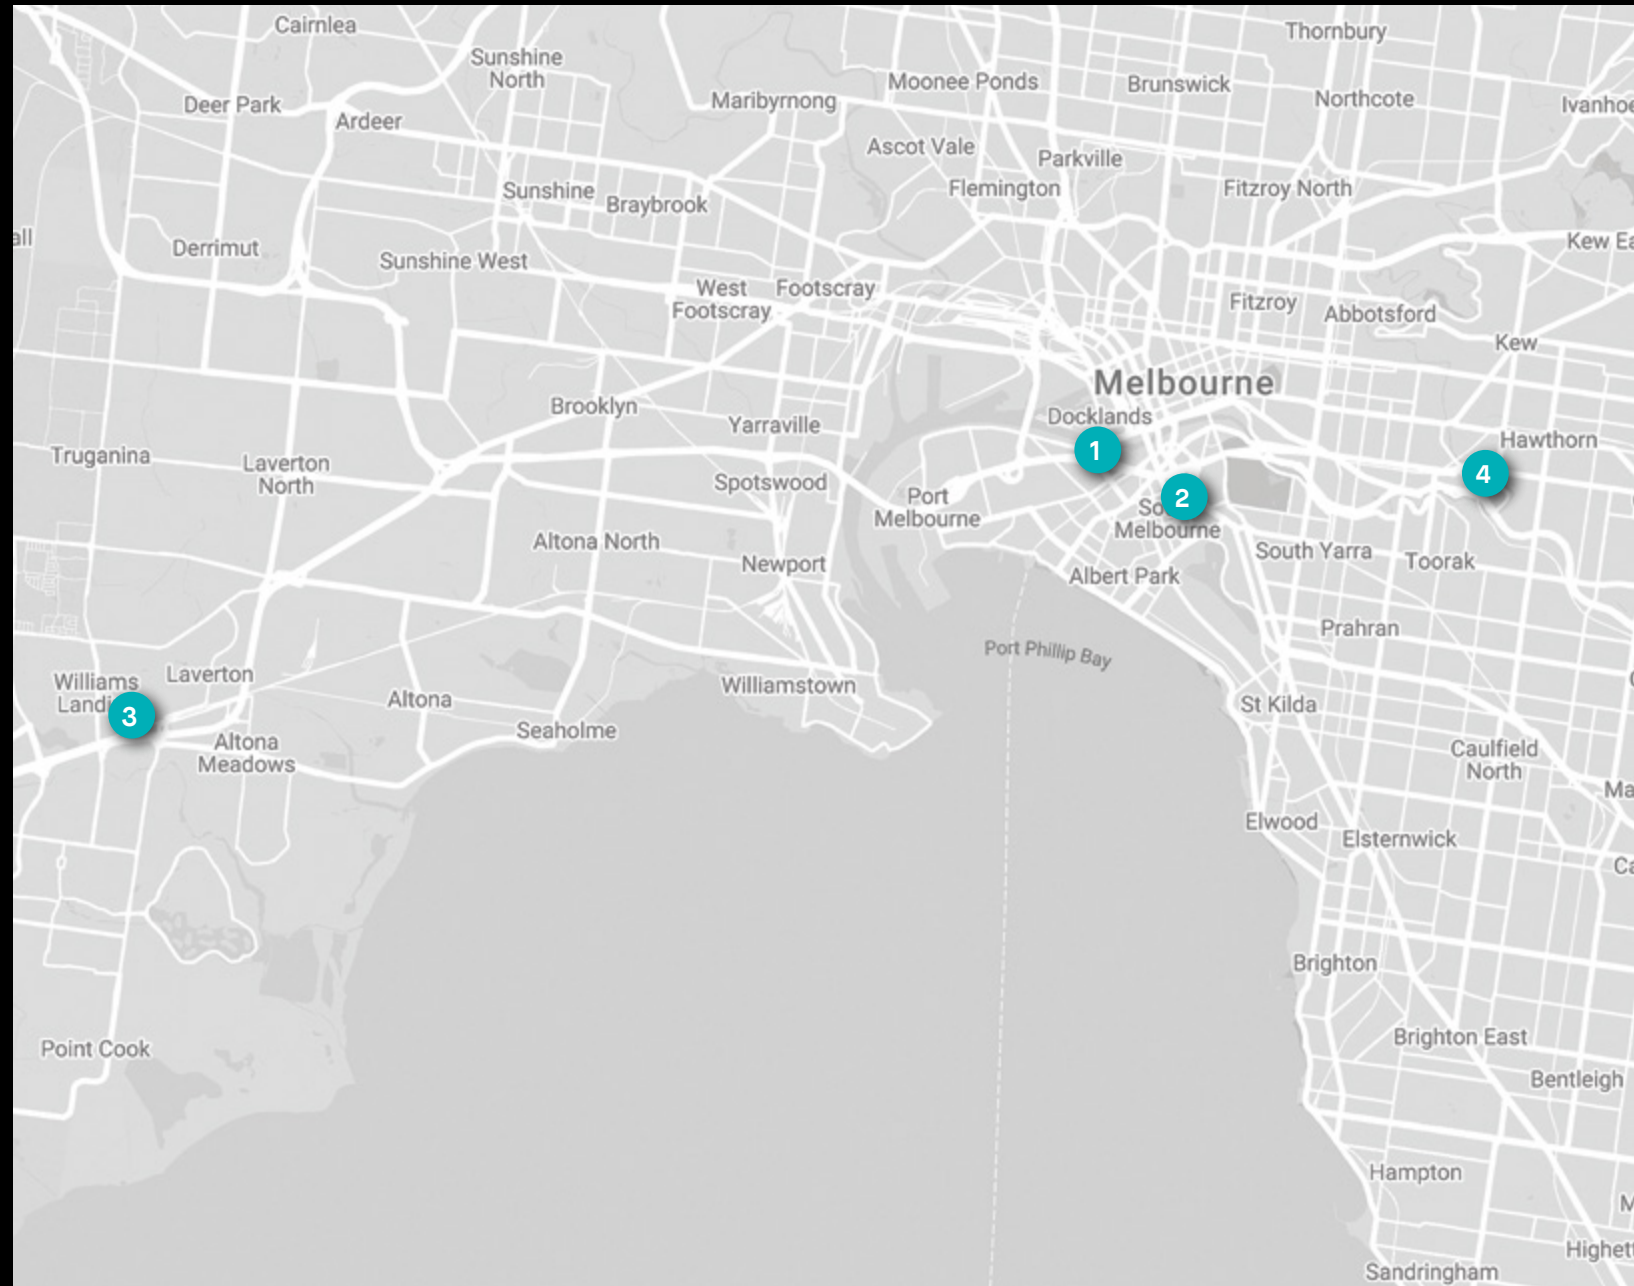 Cairnlea
Thornbury
Sunshine
North
Moonee Ponds
Brunswick
Deer Park
Maribyrnong
Northcote
Ardeer
Ascot Vale
Parkville
Sunshine
Braybrook
Flemington
Fitzroy North
Derrimut
Sunshine West
West
Footscray
Footscray
Fitzroy
Abbotsford
Kew
Melbourne
Docklands
Brooklyn
Yarraville
Hawthorn
1
4
Truganina
Laverton
North
Spotswood
Port
Melbourne
2
Melbourne
Altona North
Newport
South Yarra
Toorak
Albert Park
Prahran
Port Phillip Bay
Williams
3
Laverton
Altona
Williamstown
St Kilda
Seaholme
Altona
Meadows
Caulfield
North
Elwood
Elsternwick
Brighton
Point Cook
Brighton East
Bentleigh
Hampton
Highett
Sandringham